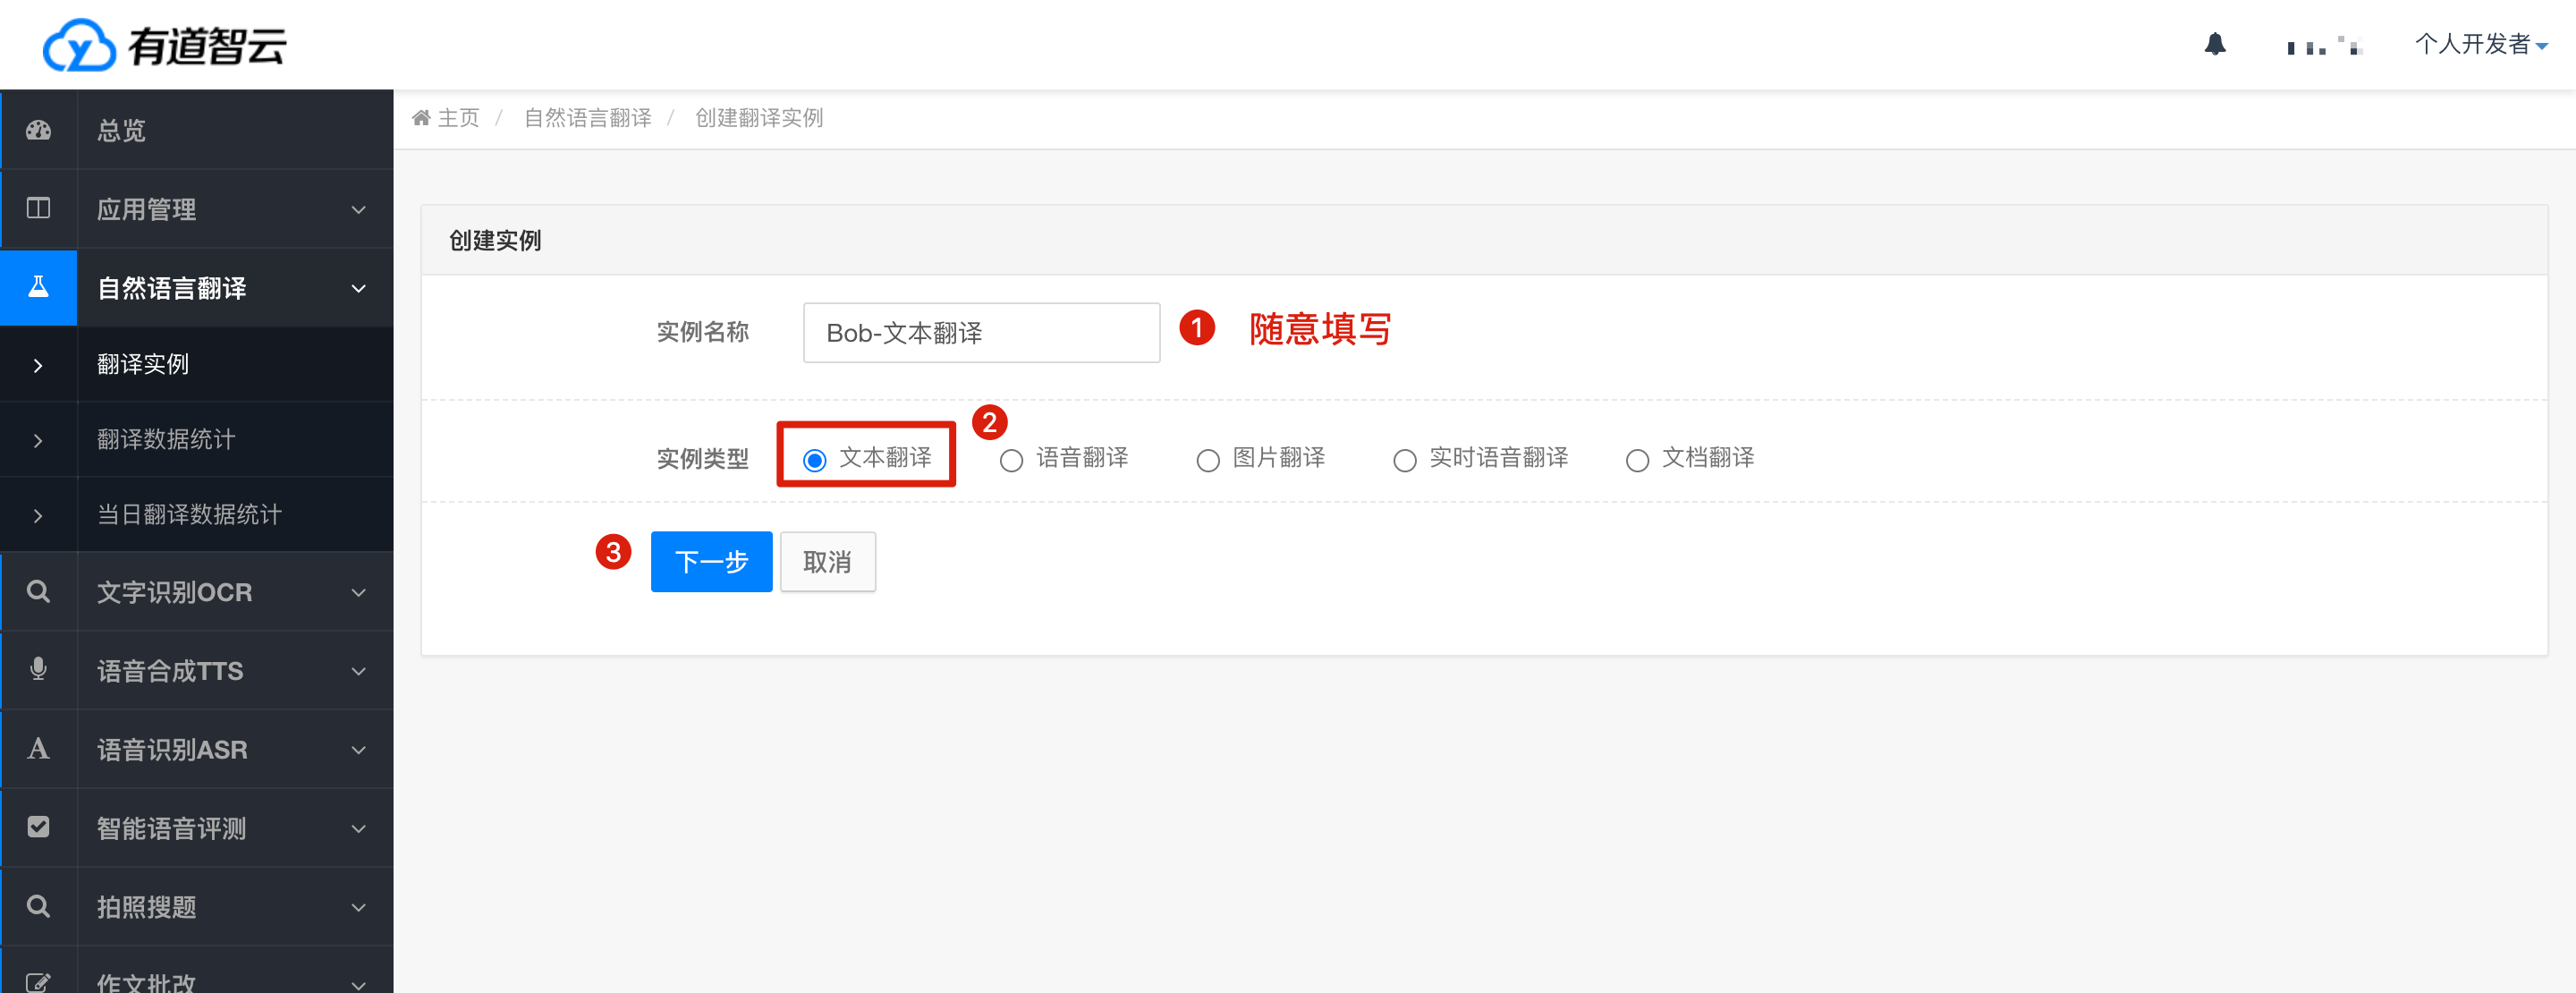 有道智云
个人开发者
总览
应用管理
自然语言翻译
翻译实例
翻译数据统计
当日翻译数据统计
文字识别OCR
语音合成TTS
语音识别ASR
智能语音评测
拍照搜题
作文批改
主页 / 自然语言翻译 / 创建翻译实例
创建实例
实例名称 Bob-文本翻译 1 随意填写
2
实例类型 文本翻译 语音翻译 图片翻译 实时语音翻译 文档翻译
3 下一步 取消